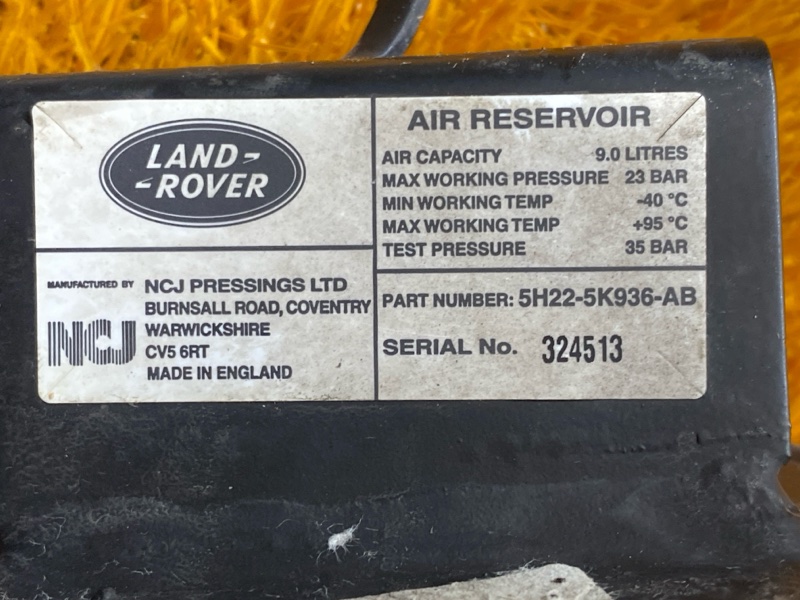 LAND-
-ROVER
AIR RESERVOIR
AIR CAPACITY 9.0 LITRES
MAX WORKING PRESSURE 23 BAR
MIN WORKING TEMP -40 °C
MAX WORKING TEMP +95 °C
TEST PRESSURE 35 BAR
MANUFACTURED BY NCJ PRESSINGS LTD
BURNSALL ROAD, COVENTRY
WARWICKSHIRE
CV5 6RT
MADE IN ENGLAND
NCJ
PART NUMBER: 5H22-5K936-AB
SERIAL No. 324513